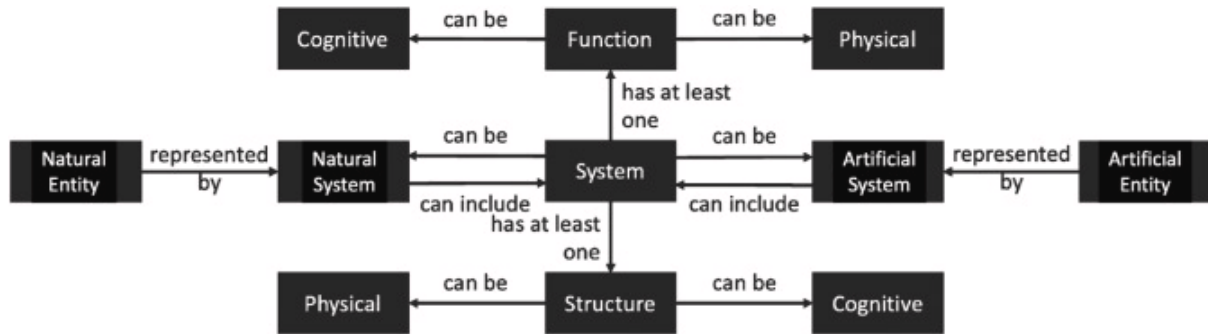 can be
can be
Cognitive
Function
Physical
has at least
one
can be
can be
Natural
Entity
represented
by
Natural
System
System
Artificial
System
represented
by
Artificial
Entity
can include
can include
has at least
one
can be
can be
Physical
Structure
Cognitive